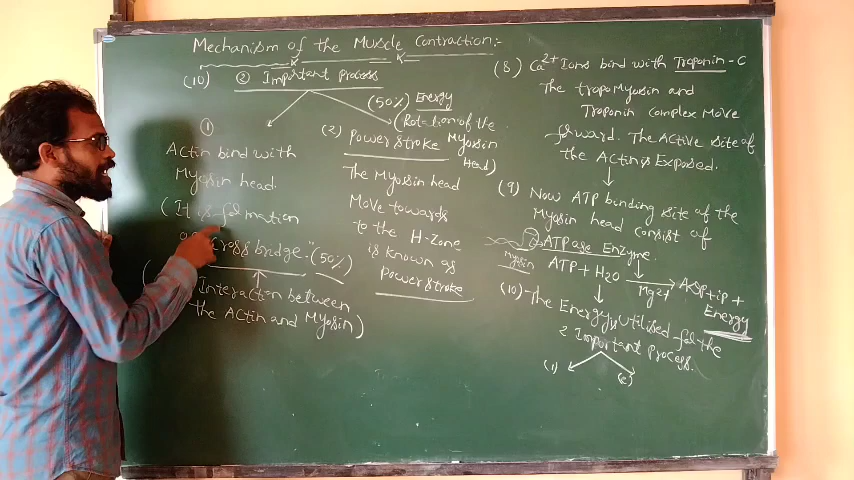 Mechanism of the Muscle Contraction:-
(10) ② Important Process
①
Actin bind with
Myosin head.
(It is formation
Cross bridge." (50%)
Interaction between
the Actin and Myosin)
(50%) Energy
(Rotation of the
(2) Power Stroke Myosin
Head)
The Myosin head
Move towards
to the H-Zone
is known as
Power Stroke
(8) Ca²⁺ Ions bind with Troponin-C
The tropomyosin and
Troponin complex Move
forward. The Active site of
the Actin is Exposed.
(9) Now ATP binding site of the
Myosin head consist of
ATPase Enzyme.
myosin
ATP + H₂O Mg²⁺ ADP + ip +
Energy
(10)-The Energy is utilised for the
2 Important Process.
(1) (2)